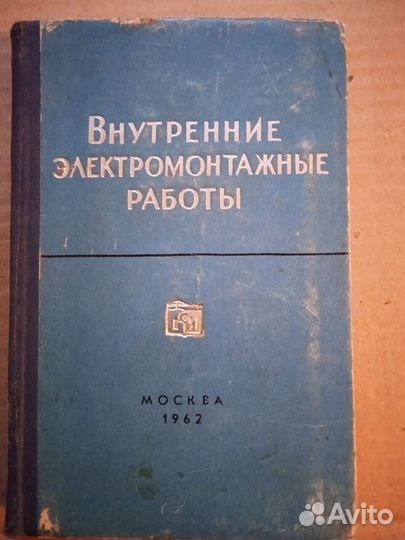 Внутренние
электромонтажные
работы
Москва
1962
Avito